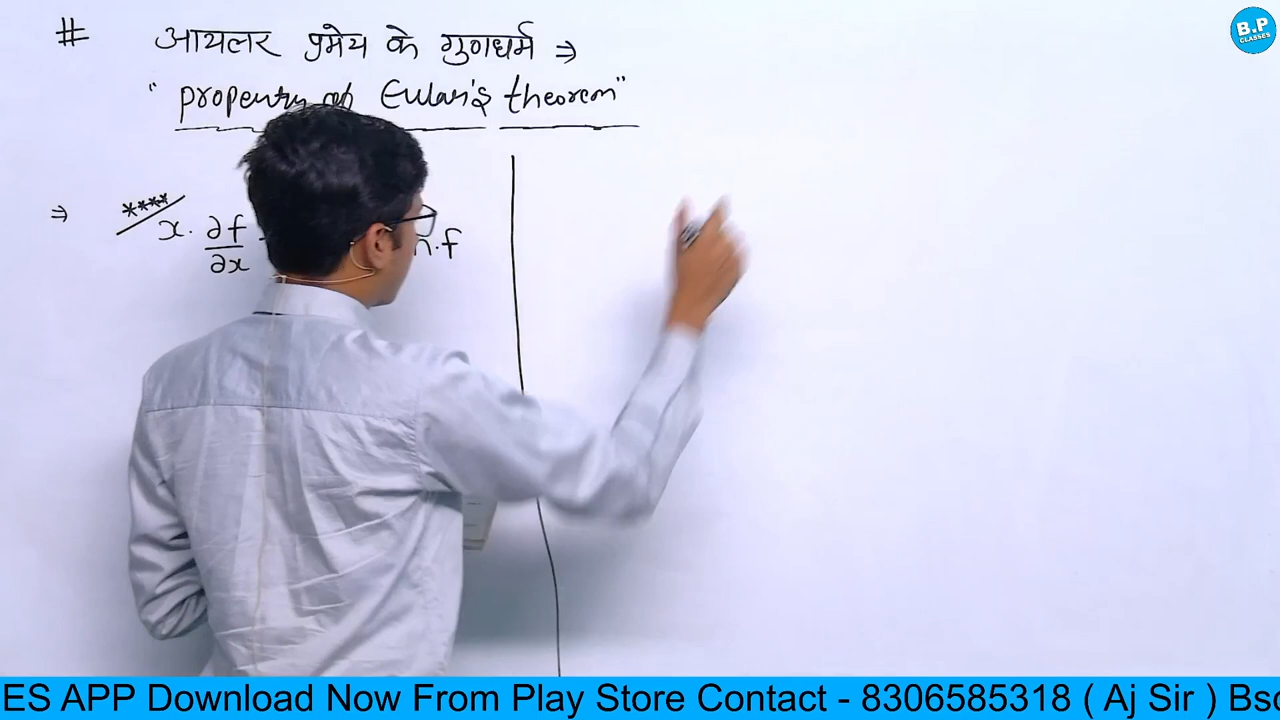 # आयलर प्रमेय के गुणधर्म ⇒
" property of Eular's theorem"
⇒ **** x. ∂f/∂x n.f
B.P CLASSES
ES APP Download Now From Play Store Contact - 8306585318 ( Aj Sir ) Bsc